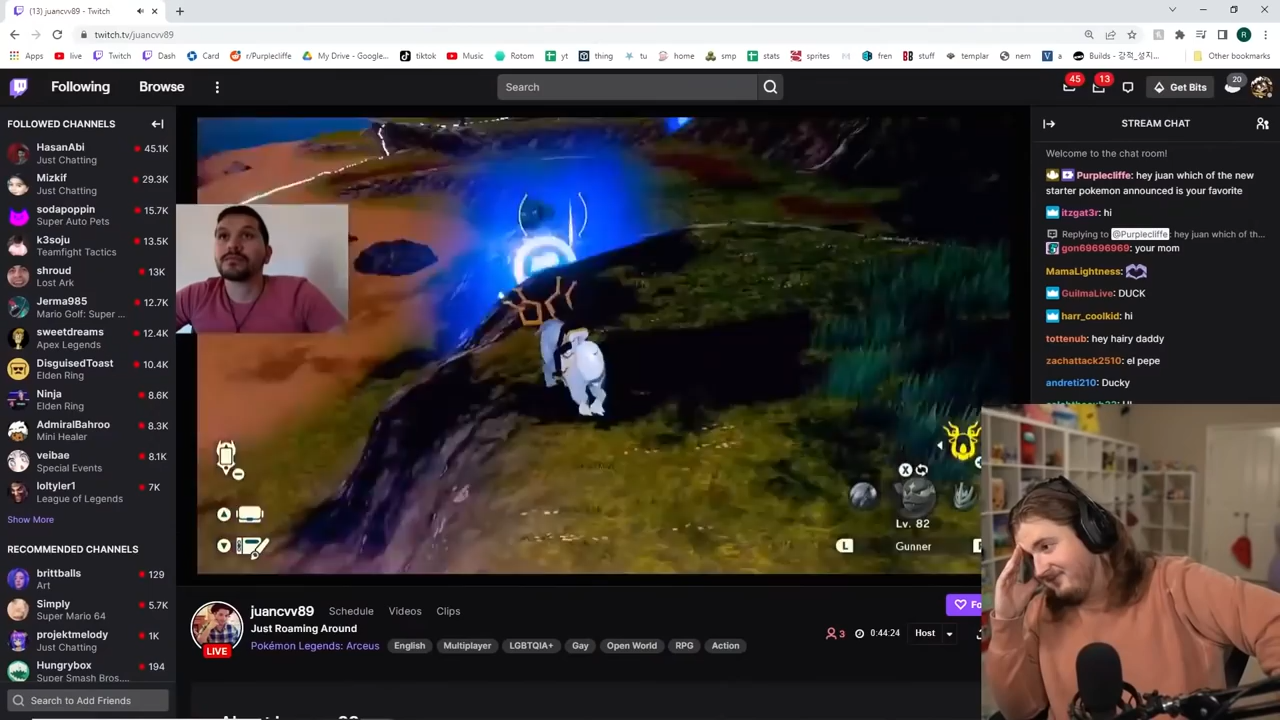 (13) juancvv89 - Twitch
twitch.tv/juancvv89
Apps
live
Twitch
Dash
Card
r/Purplecliffe
My Drive - Google...
tiktok
Music
Rotom
yt
thing
tu
home
smp
stats
sprites
fren
stuff
templar
nem
a
Other bookmarks
Following
Browse
Search
45
13
Get Bits
20
FOLLOWED CHANNELS
HasanAbi 45.1K
Just Chatting
Mizkif 29.3K
Just Chatting
sodapoppin 15.7K
Super Auto Pets
k3soju 13.5K
Teamfight Tactics
shroud 13K
Lost Ark
Jerma985 12.7K
Mario Golf: Super ...
sweetdreams 12.4K
Apex Legends
DisguisedToast 10.4K
Elden Ring
Ninja 8.6K
Elden Ring
AdmiralBahroo 8.3K
Mini Healer
veibae 8.1K
Special Events
loltyler1 7K
League of Legends
Show More
RECOMMENDED CHANNELS
brittballs 129
Art
Simply 5.7K
Super Mario 64
projektmelody 1K
Just Chatting
Hungrybox 194
Super Smash Bros....
Search to Add Friends
X
Lv. 82
L
Gunner
juancvv89
Schedule
Videos
Clips
Just Roaming Around
Pokémon Legends: Arceus
English
Multiplayer
LGBTQIA+
Gay
Open World
RPG
Action
LIVE
3
0:44:24
Host
STREAM CHAT
Welcome to the chat room!
Purplecliffe: hey juan which of the new
starter pokemon announced is your favorite
itzgat3r: hi
Replying to @Purplecliffe: hey juan which of th...
gon69696969: your mom
MamaLightness:
GuilmaLive: DUCK
harr_coolkid: hi
tottenub: hey hairy daddy
zachattack2510: el pepe
andreti210: Ducky